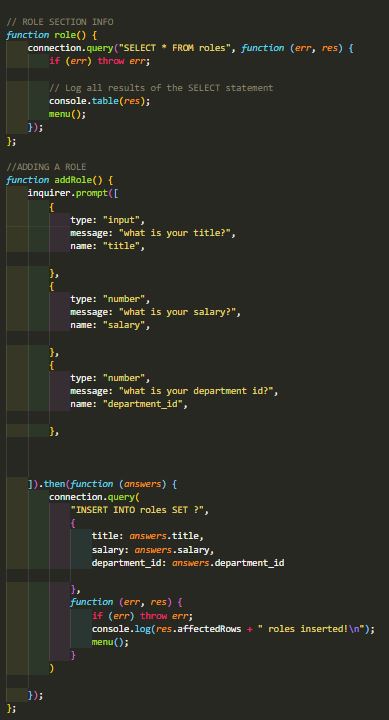 // ROLE SECTION INFO
function role() {
    connection.query("SELECT * FROM roles", function (err, res) {
        if (err) throw err;

        // Log all results of the SELECT statement
        console.table(res);
        menu();
    });
};

//ADDING A ROLE
function addRole() {
    inquirer.prompt([
        {
            type: "input",
            message: "what is your title?",
            name: "title",

        },
        {
            type: "number",
            message: "what is your salary?",
            name: "salary",

        },
        {
            type: "number",
            message: "what is your department id?",
            name: "department_id",

        },

    ]).then(function (answers) {
        connection.query(
            "INSERT INTO roles SET ?",
            {
                title: answers.title,
                salary: answers.salary,
                department_id: answers.department_id

            },
            function (err, res) {
                if (err) throw err;
                console.log(res.affectedRows + " roles inserted!\n");
                menu();
            }
        )

    });
};